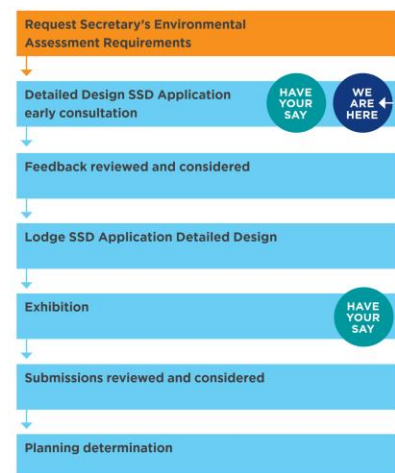 Request Secretary's Environmental
Assessment Requirements
Detailed Design SSD Application
early consultation
HAVE
YOUR
SAY
WE
ARE
HERE
Feedback reviewed and considered
Lodge SSD Application Detailed Design
Exhibition
HAVE
YOUR
SAY
Submissions reviewed and considered
Planning determination